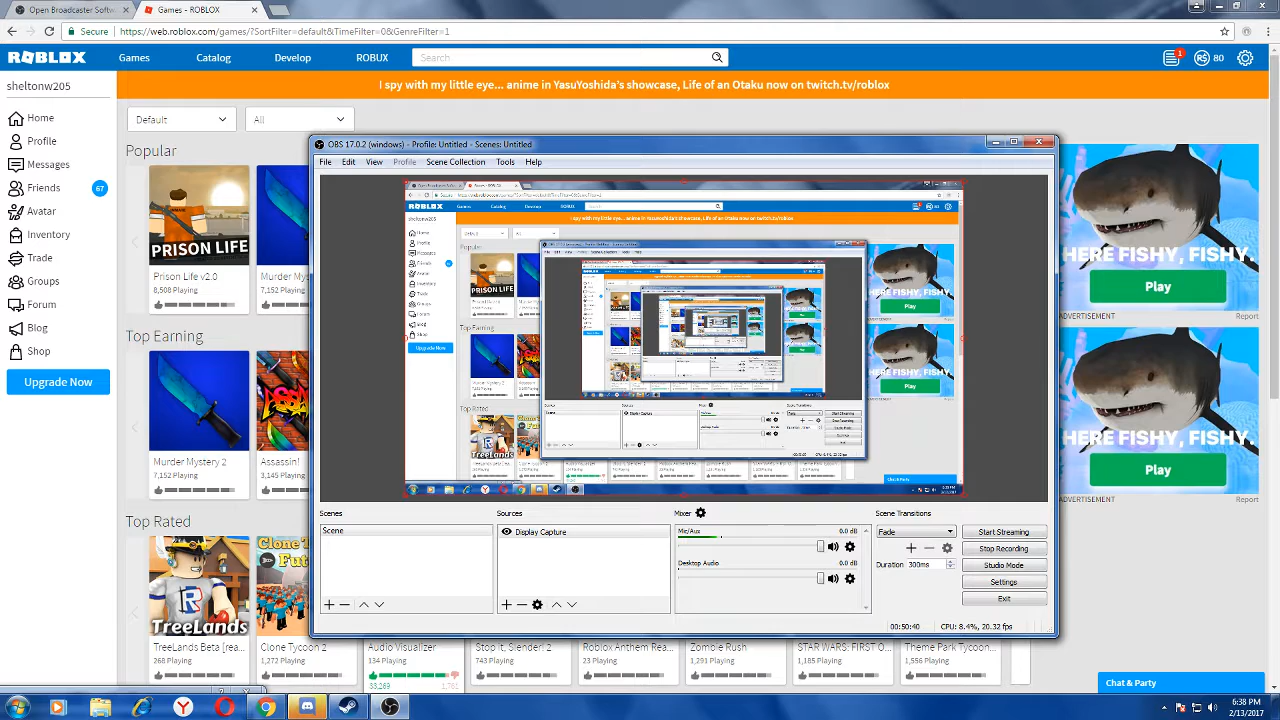 Open Broadcaster Softw
Games - ROBLOX
Secure
https://web.roblox.com/games/?SortFilter=default&TimeFilter=0&GenreFilter=1
ROBLOX
Games
Catalog
Develop
ROBUX
Search
1
R$ 80
sheltonw205
I spy with my little eye... anime in YasuYoshida's showcase, Life of an Otaku now on twitch.tv/roblox
Home
Profile
Messages
Friends
67
Avatar
Inventory
Trade
Groups
Forum
Blog
Shop
Upgrade Now
Default
All
Popular
PRISON LIFE
Prison Life v2.0
8,508 Playing
Murder Myster
7,152 Playing
Top Earning
Murder Mystery 2
7,152 Playing
Assassin!
3,145 Playing
Top Rated
TREELANDS
TreeLands Beta [rea...
268 Playing
Clone Tycoon 2
1,272 Playing
Audio Visualizer
134 Playing
33,269
1,761
Stop it, Slender! 2
743 Playing
Roblox Anthem Rea...
23 Playing
Zombie Rush
1,291 Playing
STAR WARS: FIRST O...
1,185 Playing
Theme Park Tycoon...
1,556 Playing
OBS 17.0.2 (windows) - Profile: Untitled - Scenes: Untitled
File
Edit
View
Profile
Scene Collection
Tools
Help
Scenes
Scene
Sources
Display Capture
Mixer
Mic/Aux
0.0 dB
Desktop Audio
0.0 dB
Scene Transitions
Fade
Duration 300ms
Start Streaming
Stop Recording
Studio Mode
Settings
Exit
00:50:40
CPU: 8.4%, 20.32 fps
HERE FISHY, FISHY.
Play
ADVERTISEMENT
Report
HERE FISHY, FISHY.
Play
ADVERTISEMENT
Report
Chat & Party
6:38 PM
2/13/2017